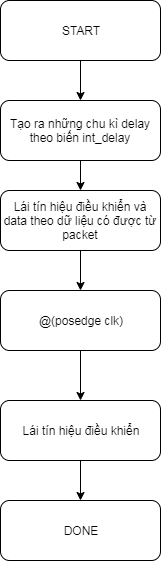 START
Tạo ra những chu kì delay
theo biến int_delay
Lái tín hiệu điều khiển và
data theo dữ liệu có được từ
packet
@(posedge clk)
Lái tín hiệu điều khiển
DONE